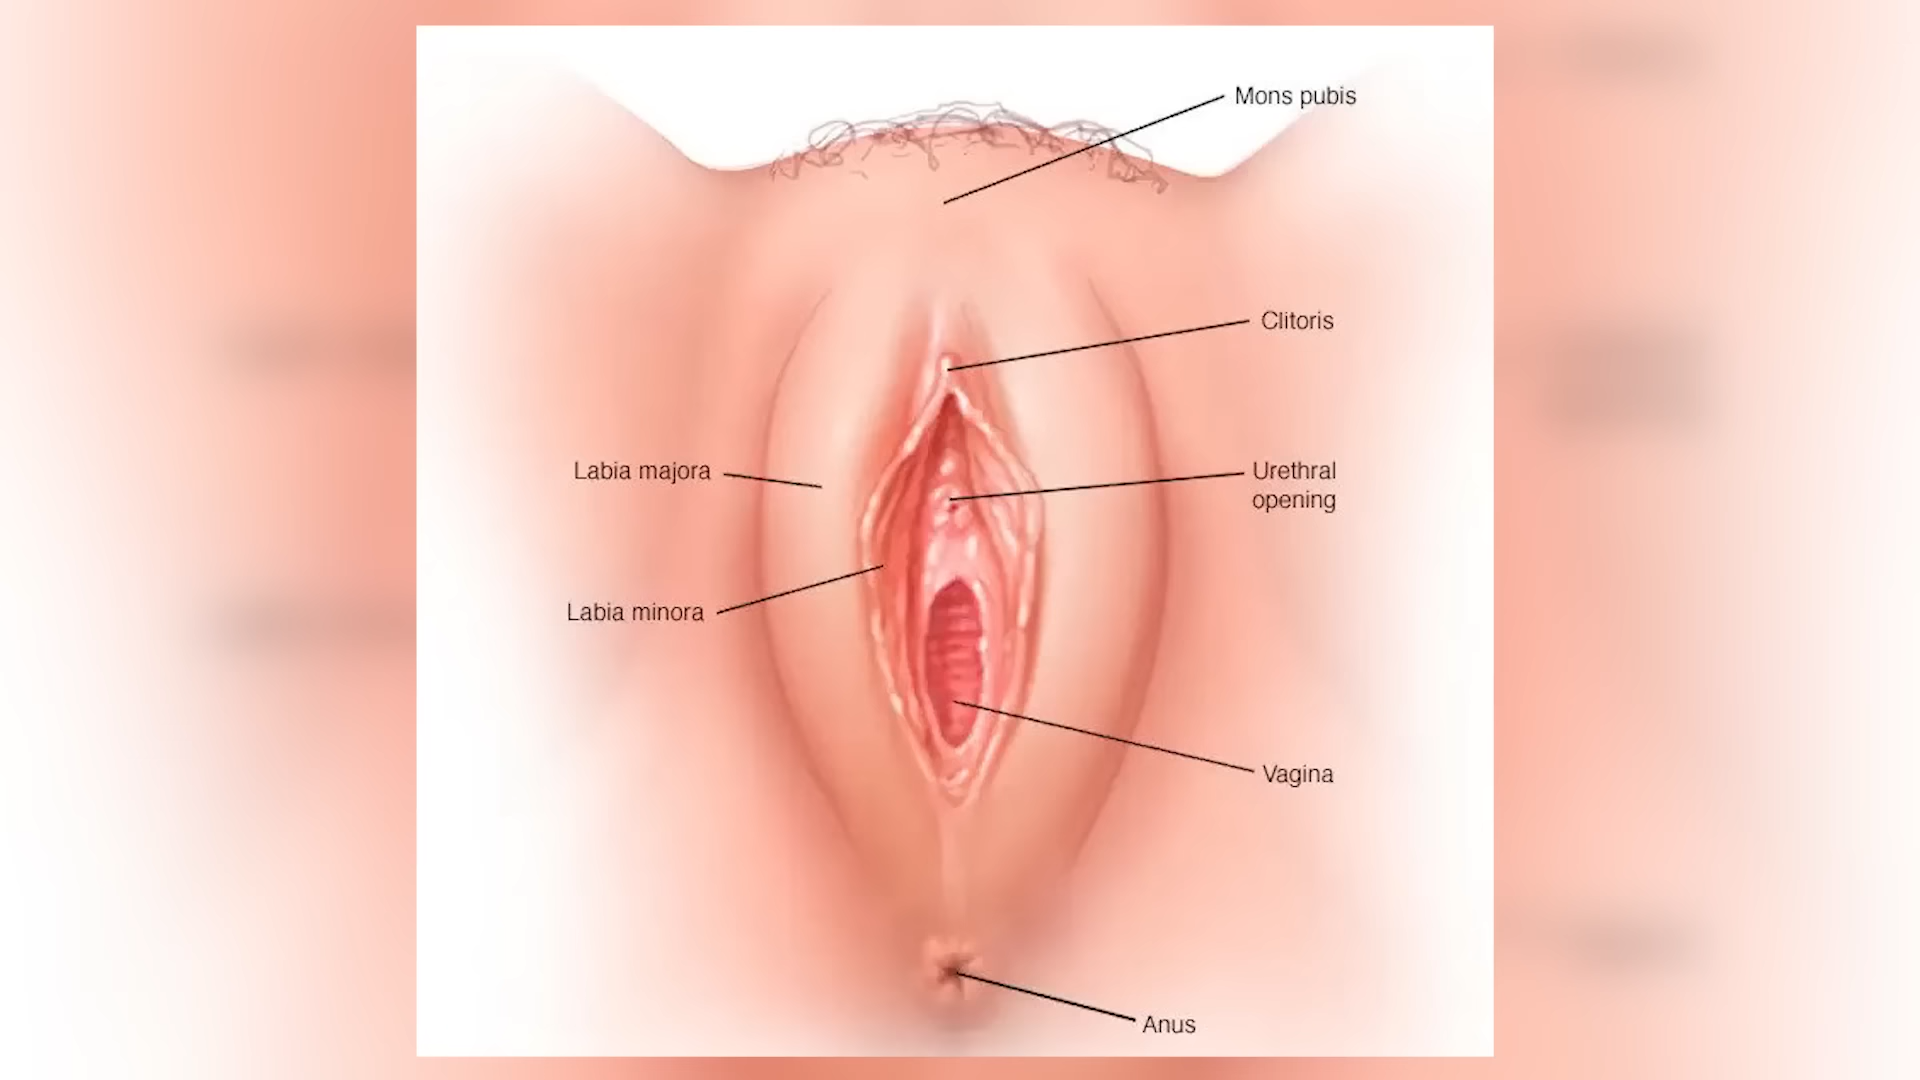 Mons pubis
Clitoris
Labia majora
Urethral
opening
Labia minora
Vagina
Anus